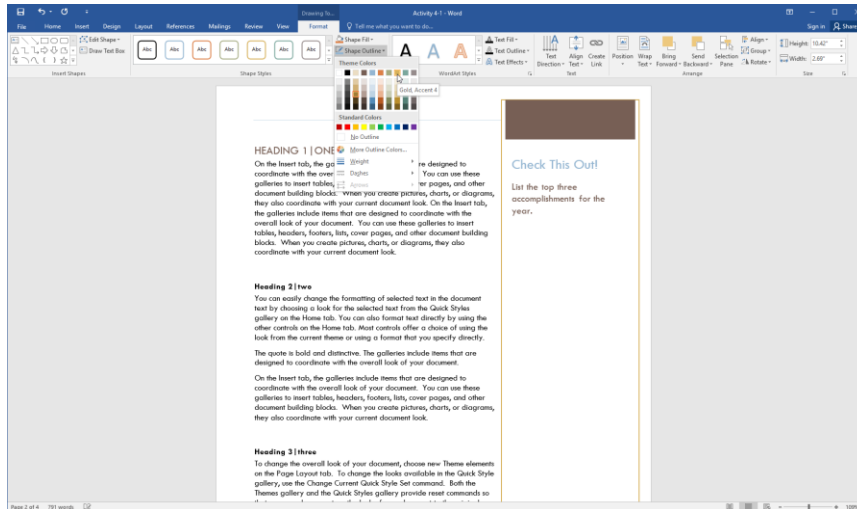 Drawing To...
Activity 4-1 - Word
File Home Insert Design Layout References Mailings Review View Format Tell me what you want to do...
Sign in Share
Edit Shape
Draw Text Box
Insert Shapes
Abc Abc Abc Abc Abc Abc Abc
Shape Styles
Shape Fill
Shape Outline
A A A
WordArt Styles
Text Fill
Text Outline
Text Effects
Text Direction
Align Text
Create Link
Text
Position
Wrap Text
Bring Forward
Send Backward
Selection Pane
Align
Group
Rotate
Arrange
Height: 10.42"
Width: 2.69"
Size
Theme Colors
Gold, Accent 4
Standard Colors
No Outline
More Outline Colors...
Weight
Dashes
Arrows
HEADING 1|ONE
On the Insert tab, the re designed to
coordinate with the over You can use these
galleries to insert tables, er pages, and other
document building blocks. When you create pictures, charts, or diagrams,
they also coordinate with your current document look. On the Insert tab,
the galleries include items that are designed to coordinate with the
overall look of your document. You can use these galleries to insert
tables, headers, footers, lists, cover pages, and other document building
blocks. When you create pictures, charts, or diagrams, they also
coordinate with your current document look.
Heading 2|two
You can easily change the formatting of selected text in the document
text by choosing a look for the selected text from the Quick Styles
gallery on the Home tab. You can also format text directly by using the
other controls on the Home tab. Most controls offer a choice of using the
look from the current theme or using a format that you specify directly.
The quote is bold and distinctive. The galleries include items that are
designed to coordinate with the overall look of your document.
On the Insert tab, the galleries include items that are designed to
coordinate with the overall look of your document. You can use these
galleries to insert tables, headers, footers, lists, cover pages, and other
document building blocks. When you create pictures, charts, or diagrams,
they also coordinate with your current document look.
Heading 3|three
To change the overall look of your document, choose new Theme elements
on the Page Layout tab. To change the looks available in the Quick Style
gallery, use the Change Current Quick Style Set command. Both the
Themes gallery and the Quick Styles gallery provide reset commands so
Check This Out!
List the top three
accomplishments for the
year.
Page 2 of 4 791 words
100%